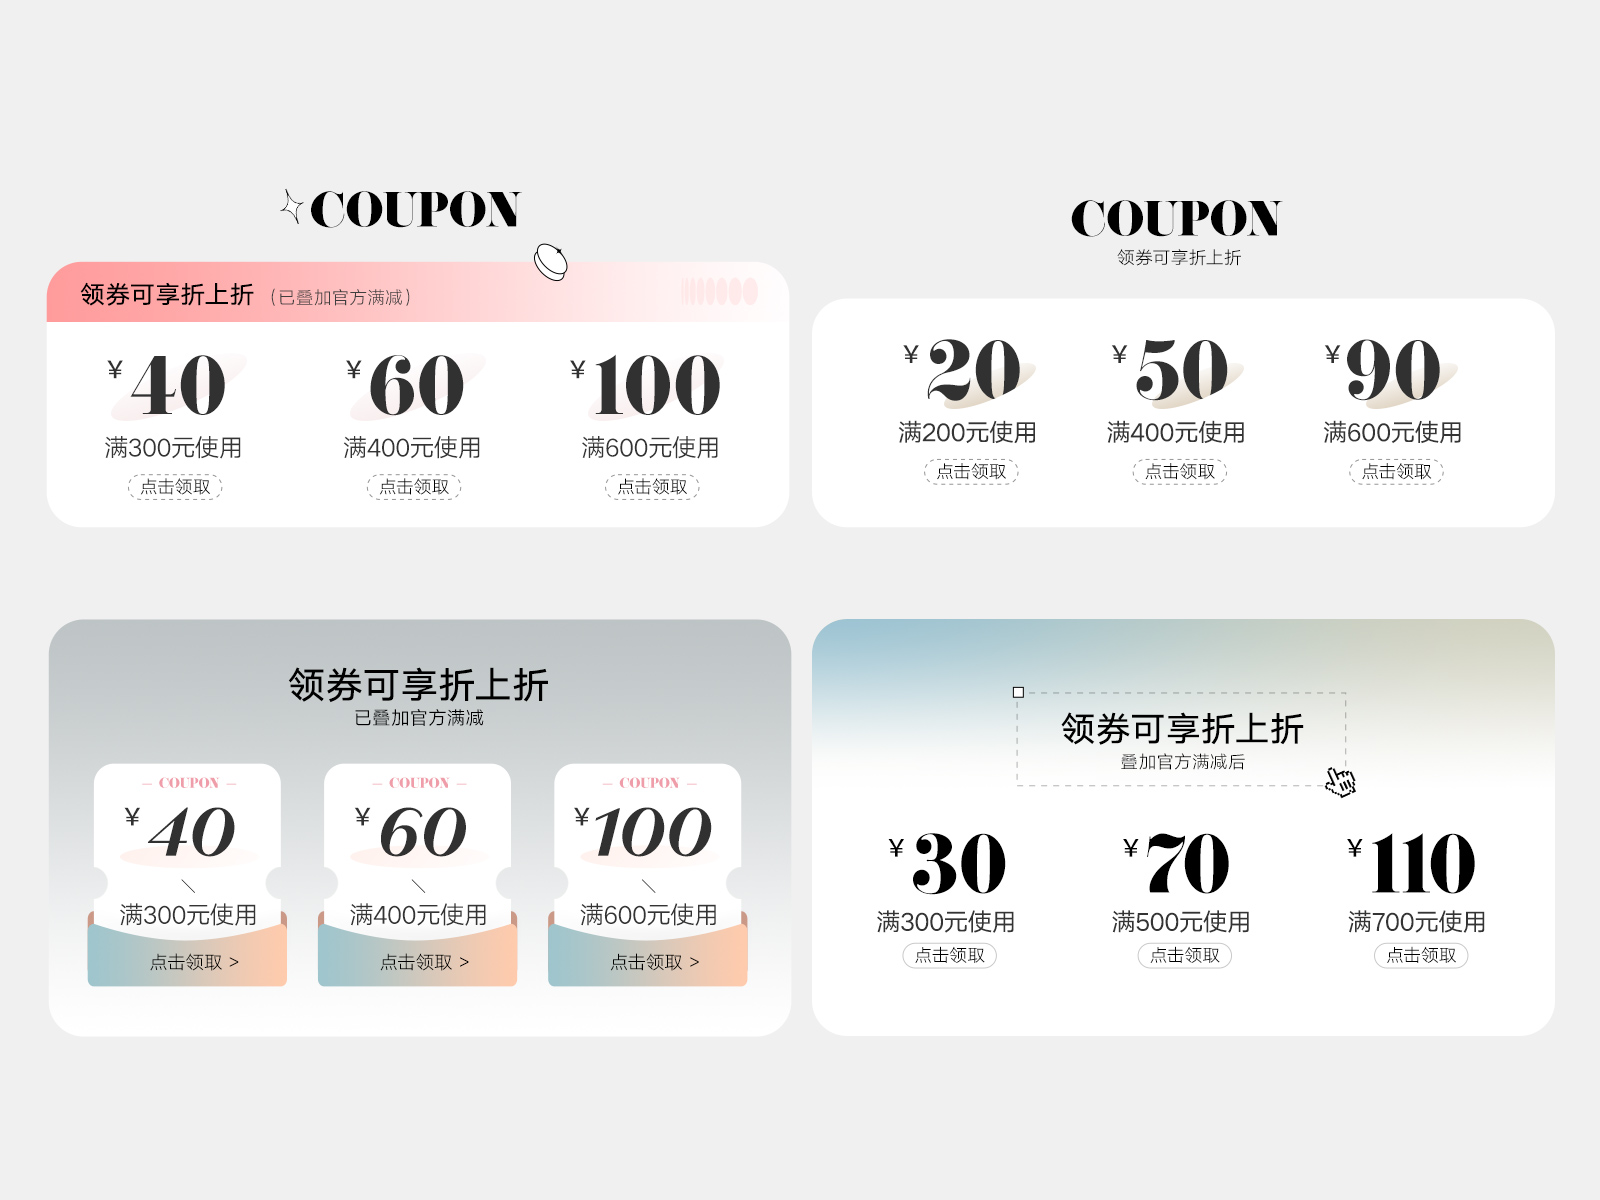 COUPON
领券可享折上折 (已叠加官方满减)
¥40 ¥60 ¥100
满300元使用 满400元使用 满600元使用
点击领取 点击领取 点击领取
COUPON
领券可享折上折
¥20 ¥50 ¥90
满200元使用 满400元使用 满600元使用
点击领取 点击领取 点击领取
领券可享折上折
已叠加官方满减
COUPON COUPON COUPON
¥40 ¥60 ¥100
满300元使用 满400元使用 满600元使用
点击领取 > 点击领取 > 点击领取 >
领券可享折上折
叠加官方满减后
¥30 ¥70 ¥110
满300元使用 满500元使用 满700元使用
点击领取 点击领取 点击领取